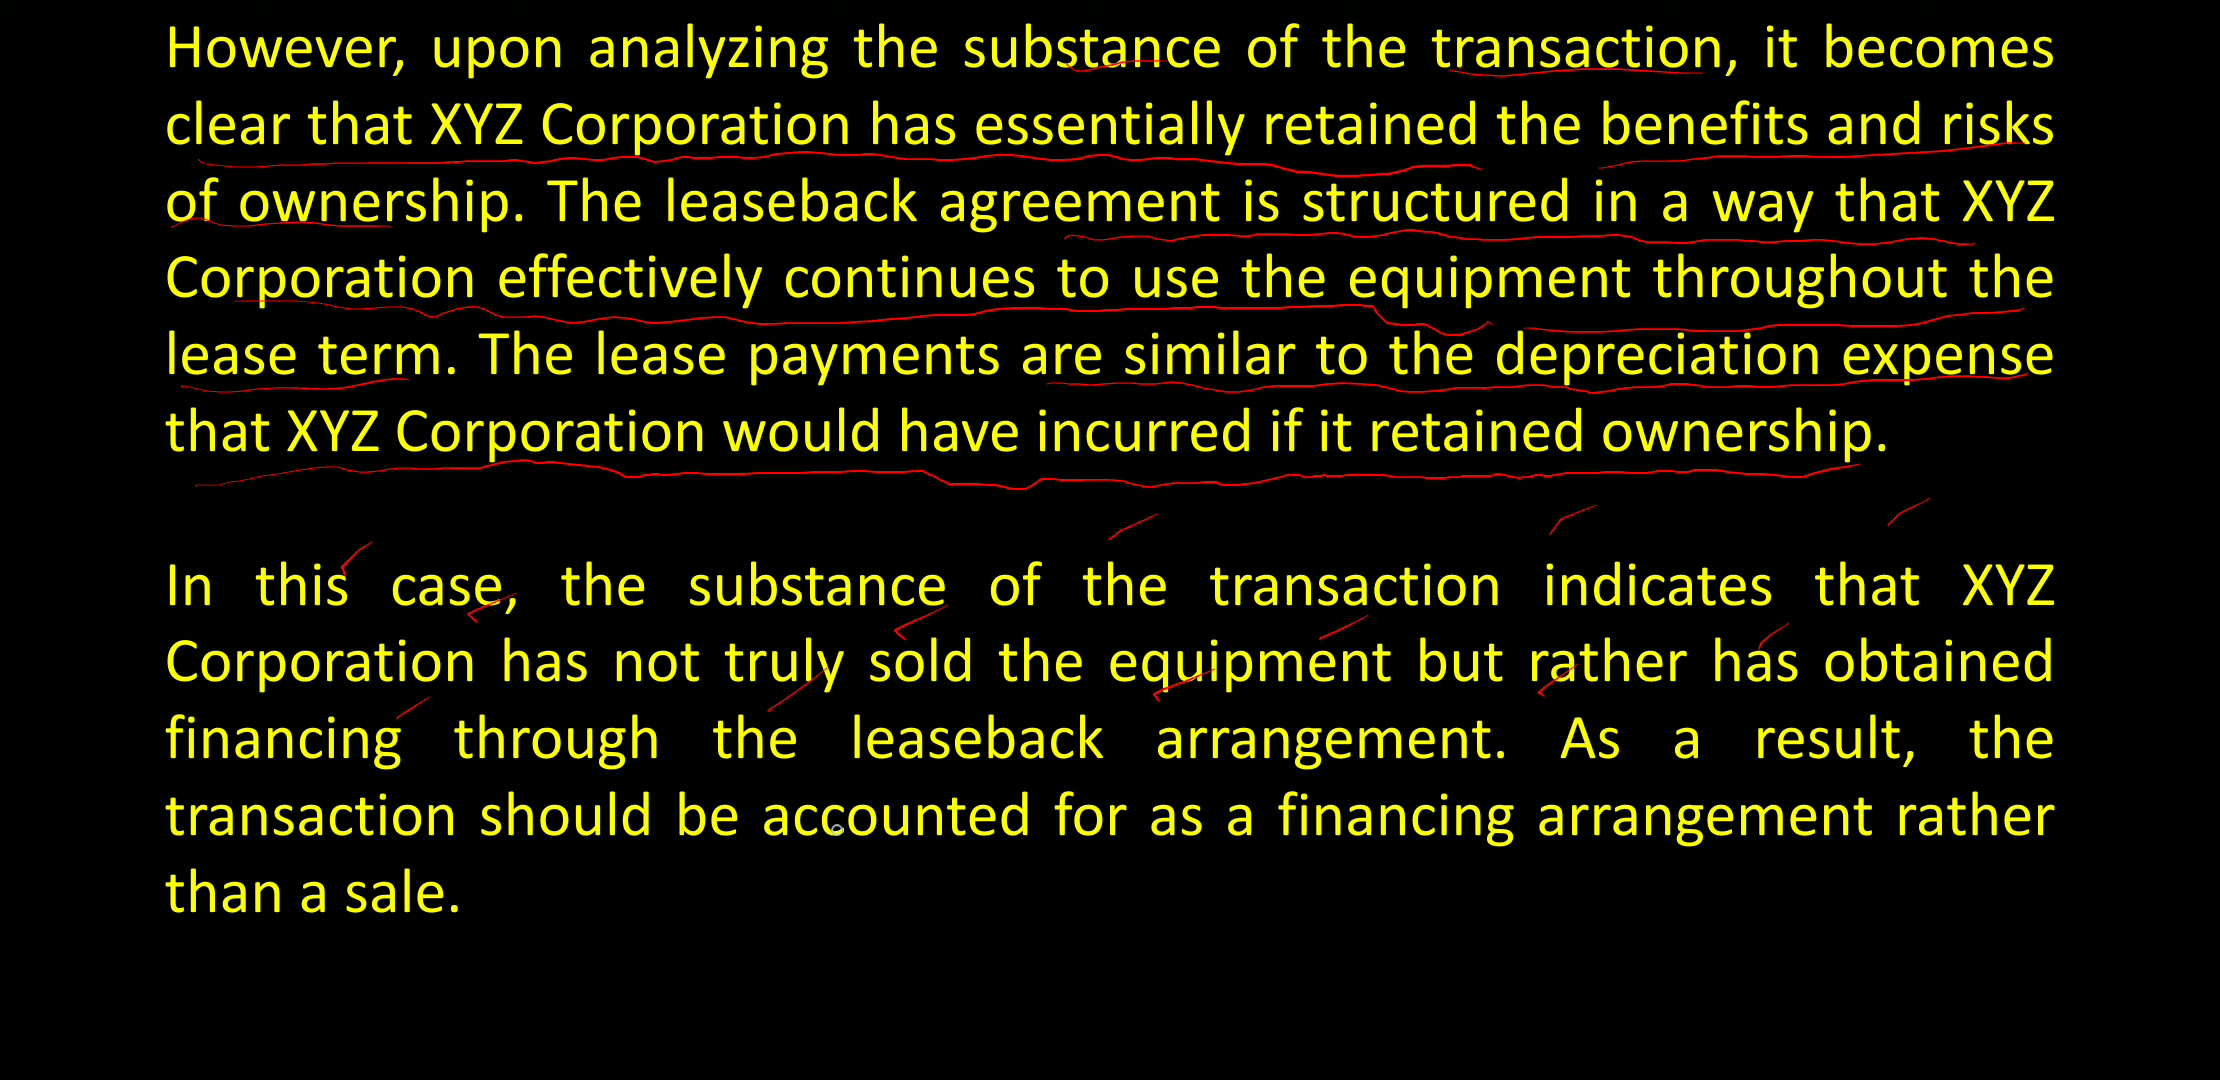 However, upon analyzing the substance of the transaction, it becomes
clear that XYZ Corporation has essentially retained the benefits and risks
of ownership. The leaseback agreement is structured in a way that XYZ
Corporation effectively continues to use the equipment throughout the
lease term. The lease payments are similar to the depreciation expense
that XYZ Corporation would have incurred if it retained ownership.
In this case, the substance of the transaction indicates that XYZ
Corporation has not truly sold the equipment but rather has obtained
financing through the leaseback arrangement. As a result, the
transaction should be accounted for as a financing arrangement rather
than a sale.